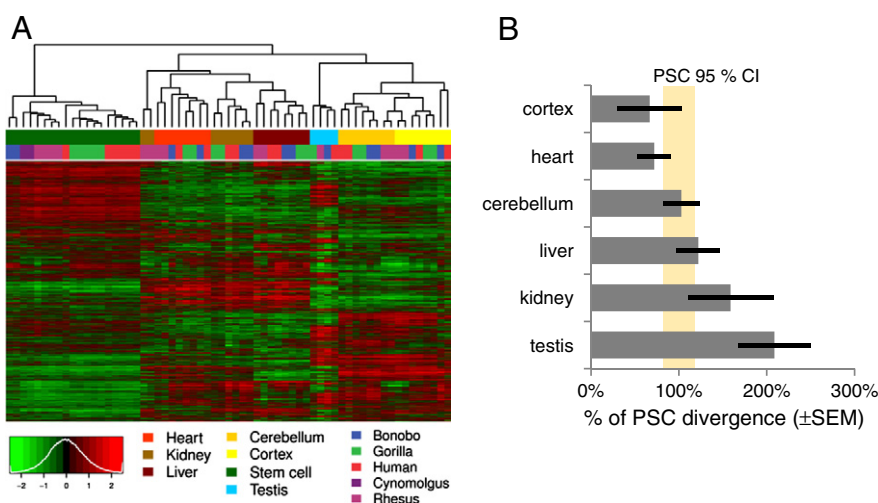 A
B
PSC 95 % CI
cortex
heart
cerebellum
liver
kidney
testis
0% 100% 200% 300%
% of PSC divergence (±SEM)
−2 −1 0 1 2
Heart
Kidney
Liver
Cerebellum
Cortex
Stem cell
Testis
Bonobo
Gorilla
Human
Cynomolgus
Rhesus